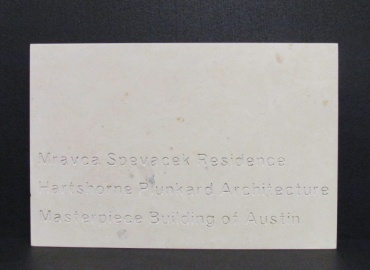 Mravca Spevacek Residence
Hartshorne Plunkard Architecture
Masterpiece Building of Austin